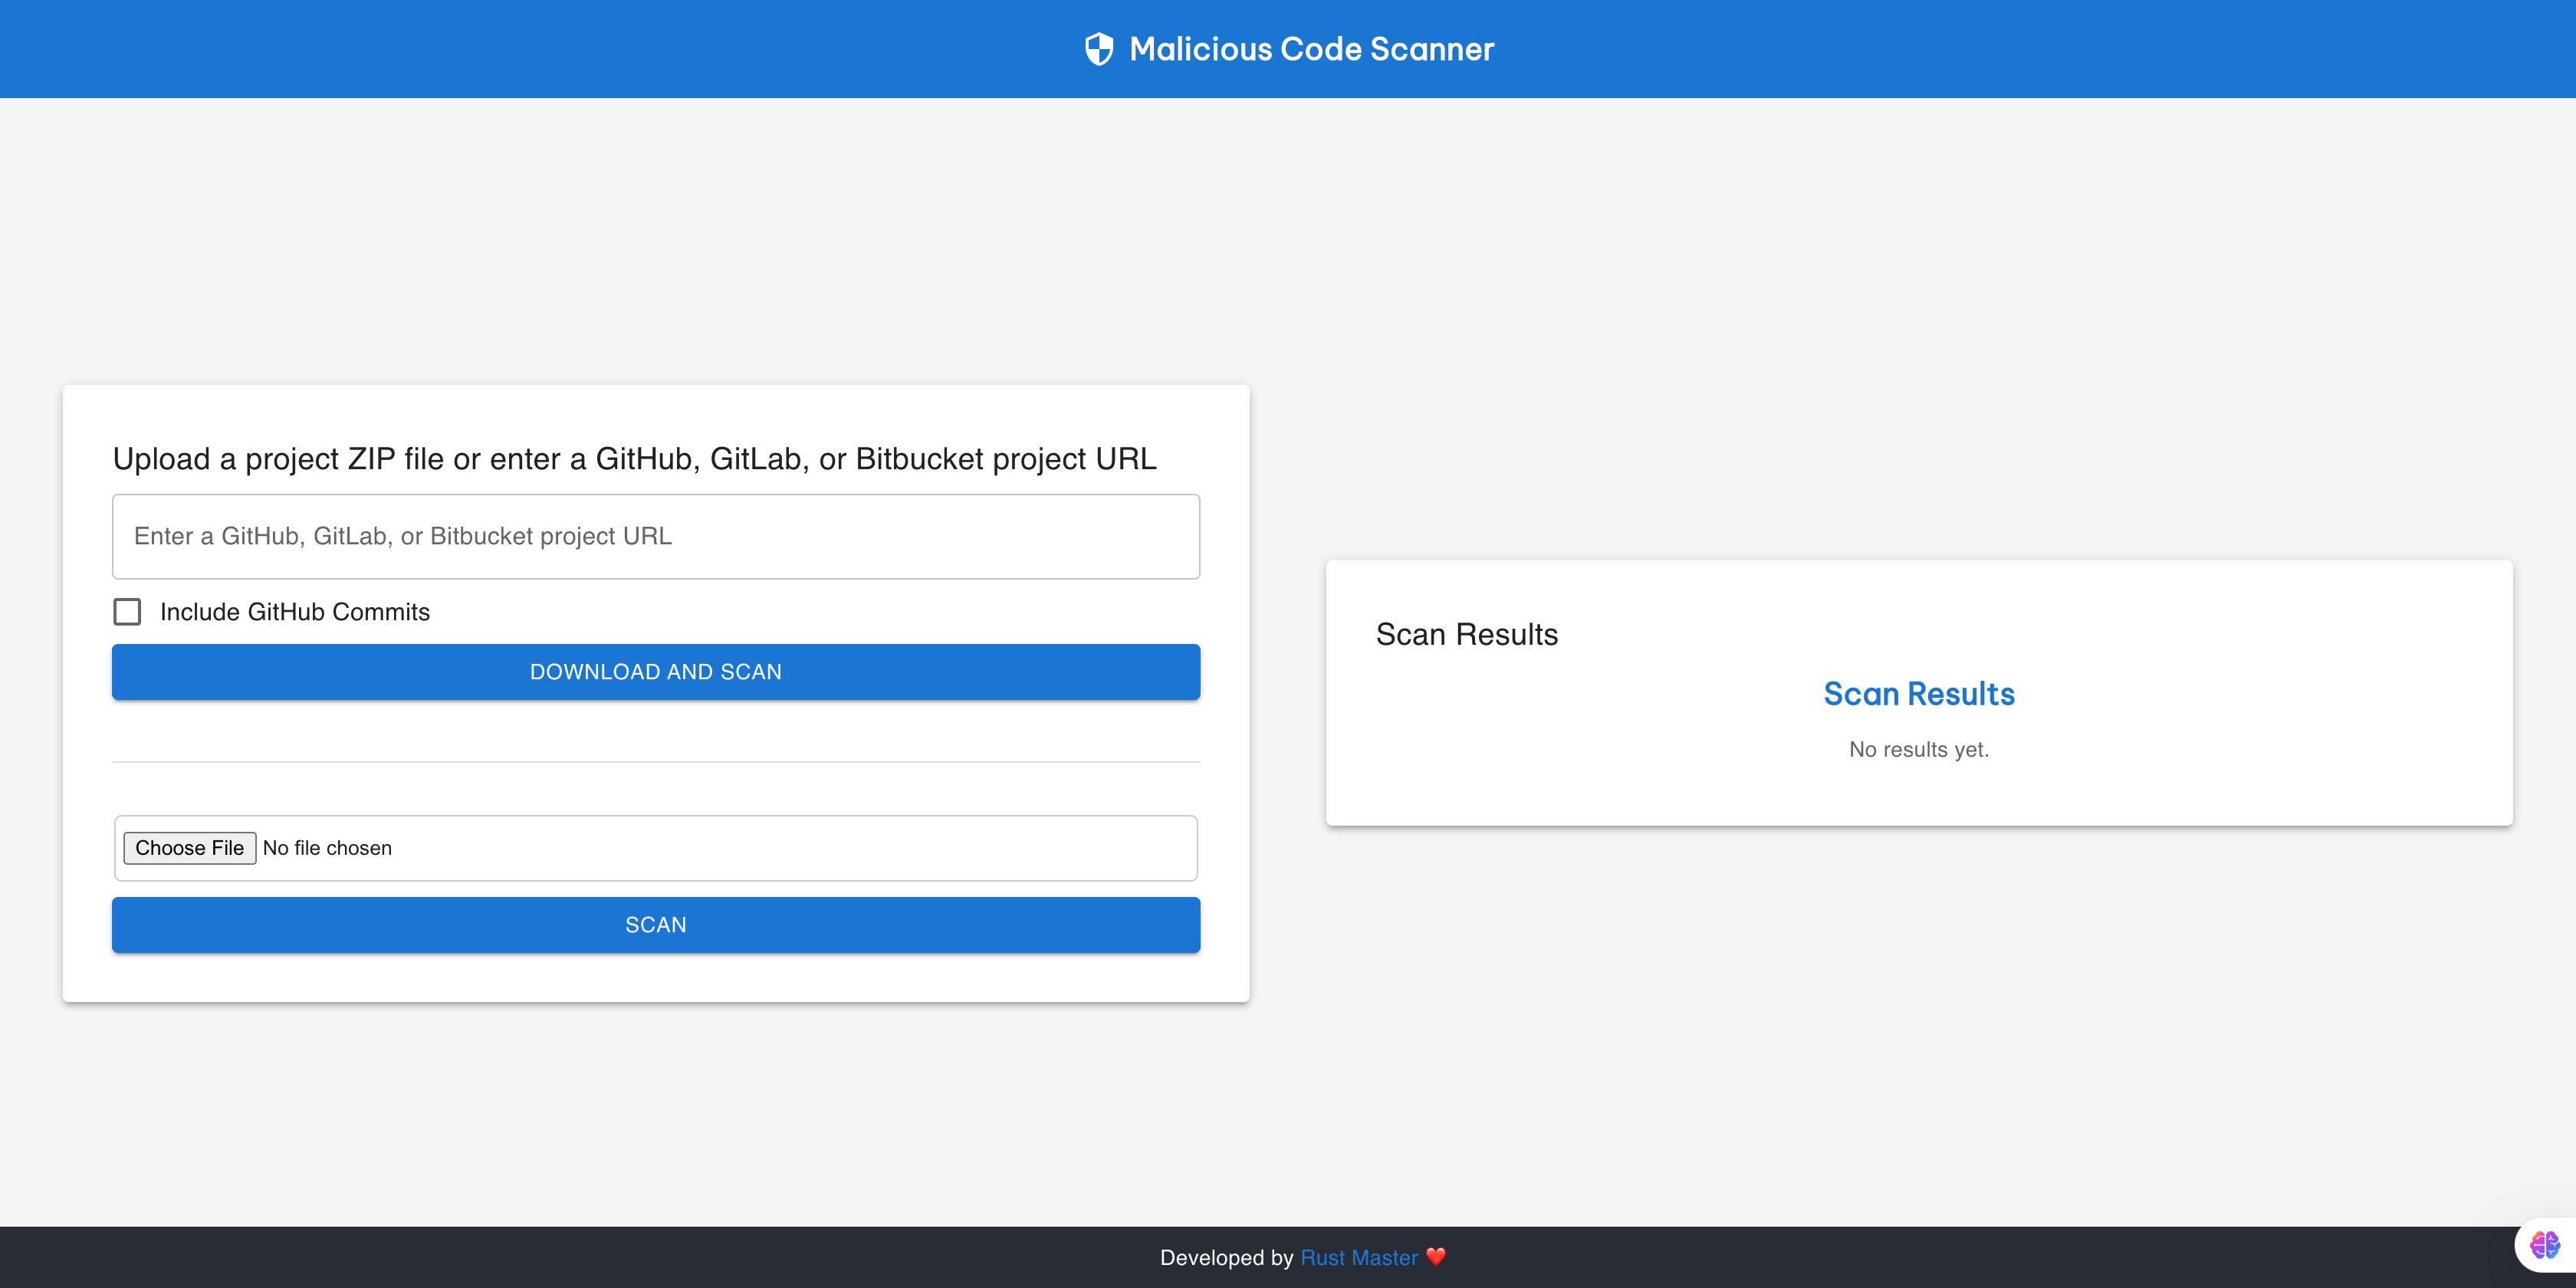 Malicious Code Scanner
Upload a project ZIP file or enter a GitHub, GitLab, or Bitbucket project URL
Enter a GitHub, GitLab, or Bitbucket project URL
Include GitHub Commits
DOWNLOAD AND SCAN
Choose File No file chosen
SCAN
Scan Results
Scan Results
No results yet.
Developed by Rust Master ❤️